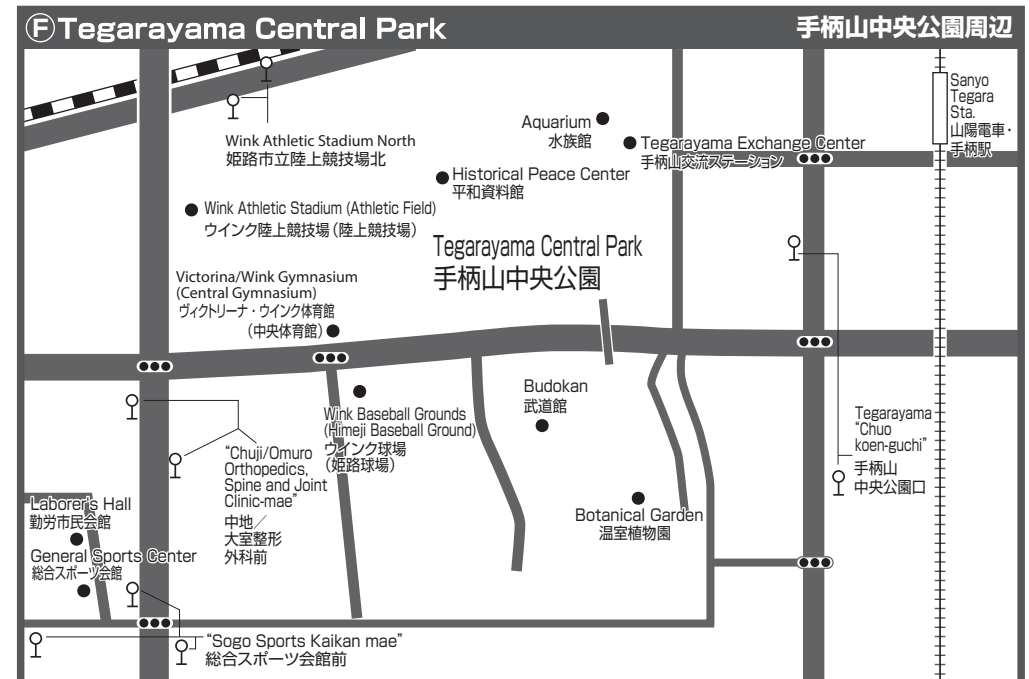 Ⓕ Tegarayama Central Park
手柄山中央公園周辺
Sanyo
Tegara
Sta.
山陽電車・
手柄駅
Wink Athletic Stadium North
姫路市立陸上競技場北
Aquarium
水族館
Tegarayama Exchange Center
手柄山交流ステーション
Historical Peace Center
平和資料館
Wink Athletic Stadium (Athletic Field)
ウインク陸上競技場（陸上競技場）
Tegarayama Central Park
手柄山中央公園
Victorina/Wink Gymnasium
(Central Gymnasium)
ヴィクトリーナ・ウインク体育館
（中央体育館）
Budokan
武道館
Wink Baseball Grounds
(Himeji Baseball Ground)
ウインク球場
（姫路球場）
Tegarayama
"Chuo
koen-guchi"
手柄山
中央公園口
"Chuji/Omuro
Orthopedics,
Spine and Joint
Clinic-mae"
中地／
大室整形
外科前
Laborer's Hall
勤労市民会館
General Sports Center
総合スポーツ会館
Botanical Garden
温室植物園
"Sogo Sports Kaikan mae"
総合スポーツ会館前